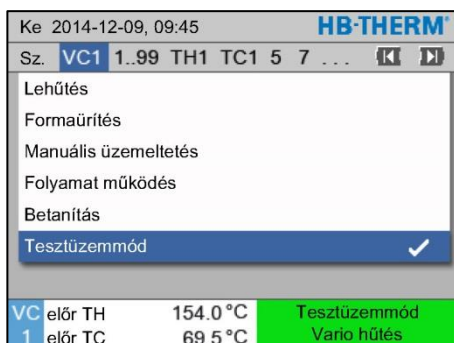 Ke 2014-12-09, 09:45 HB-THERM®
Sz. VC1 1..99 TH1 TC1 5 7 ...
Lehűtés
Formaürítés
Manuális üzemeltetés
Folyamat működés
Betanítás
Tesztüzemmód
VC előr TH 154.0 °C Tesztüzemmód
1 előr TC 69.5 °C Vario hűtés